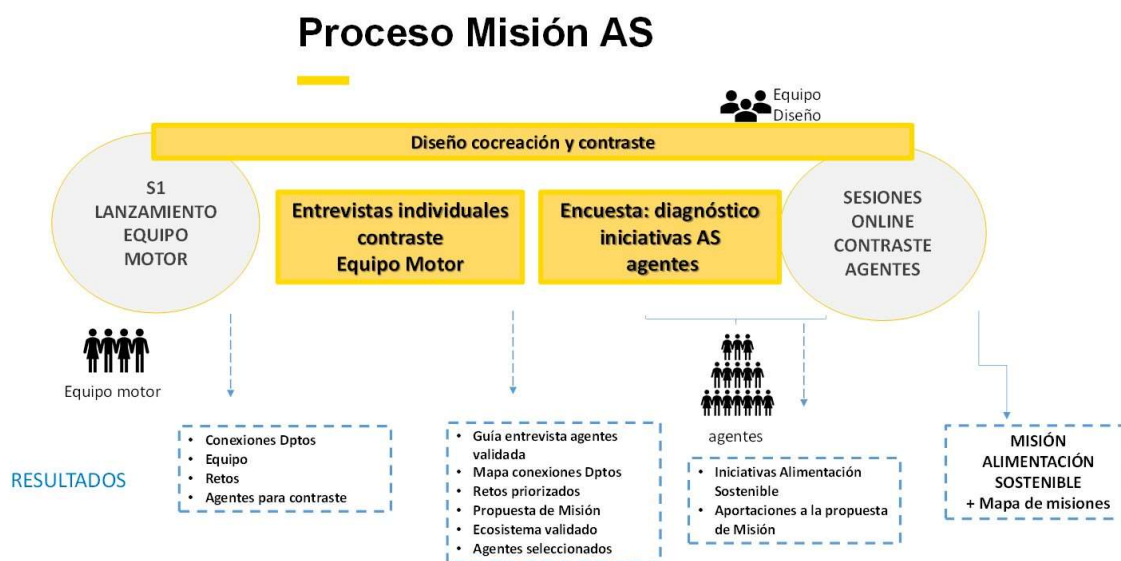 Proceso Misión AS
Equipo
Diseño
Diseño cocreación y contraste
S1
LANZAMIENTO
EQUIPO
MOTOR
Entrevistas individuales
contraste
Equipo Motor
Encuesta: diagnóstico
iniciativas AS
agentes
SESIONES
ONLINE
CONTRASTE
AGENTES
Equipo motor
agentes
RESULTADOS
• Conexiones Dptos
• Equipo
• Retos
• Agentes para contraste
• Guía entrevista agentes
validada
• Mapa conexiones Dptos
• Retos priorizados
• Propuesta de Misión
• Ecosistema validado
• Agentes seleccionados
• Iniciativas Alimentación
Sostenible
• Aportaciones a la propuesta
de Misión
MISIÓN
ALIMENTACIÓN
SOSTENIBLE
+ Mapa de misiones